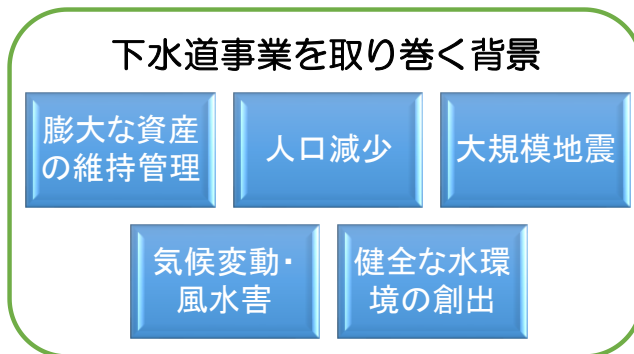 下水道事業を取り巻く背景
膨大な資産
の維持管理
人口減少
大規模地震
気候変動・
風水害
健全な水環
境の創出